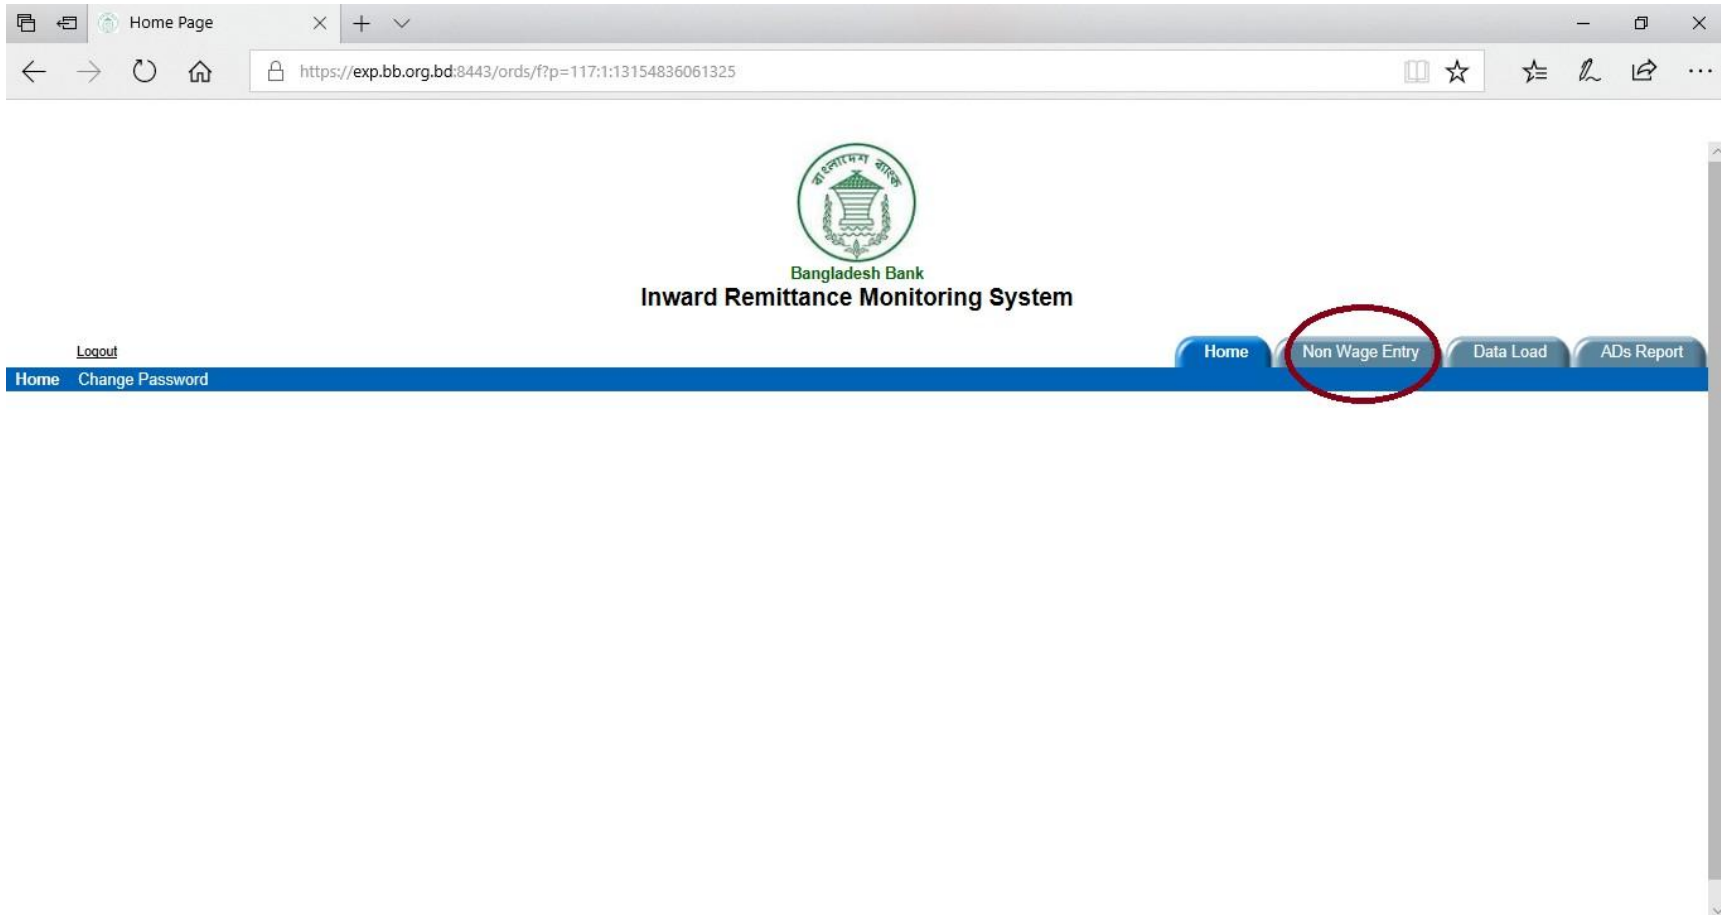 Home Page
https://exp.bb.org.bd:8443/ords/f?p=117:1:13154836061325
বাংলাদেশ ব্যাংক
Bangladesh Bank
Inward Remittance Monitoring System
Logout
Home Non Wage Entry Data Load ADs Report
Home Change Password